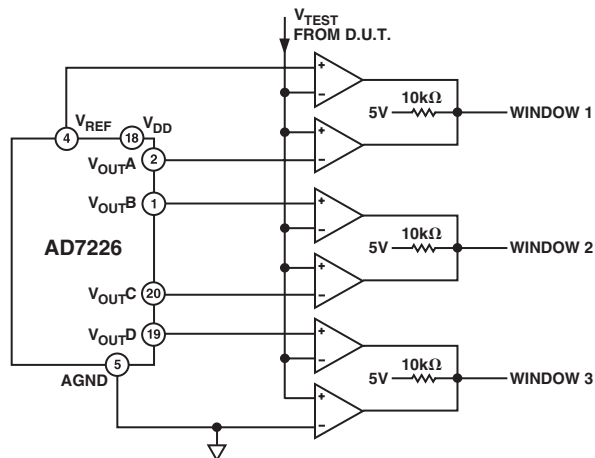 VTEST
FROM D.U.T.
+
−
10kΩ
5V
WINDOW 1
+
−
4
VREF
18
VDD
2
VOUTA
1
VOUTB
AD7226
+
−
10kΩ
5V
WINDOW 2
+
−
20
VOUTC
19
VOUTD
5
AGND
+
−
10kΩ
5V
WINDOW 3
+
−